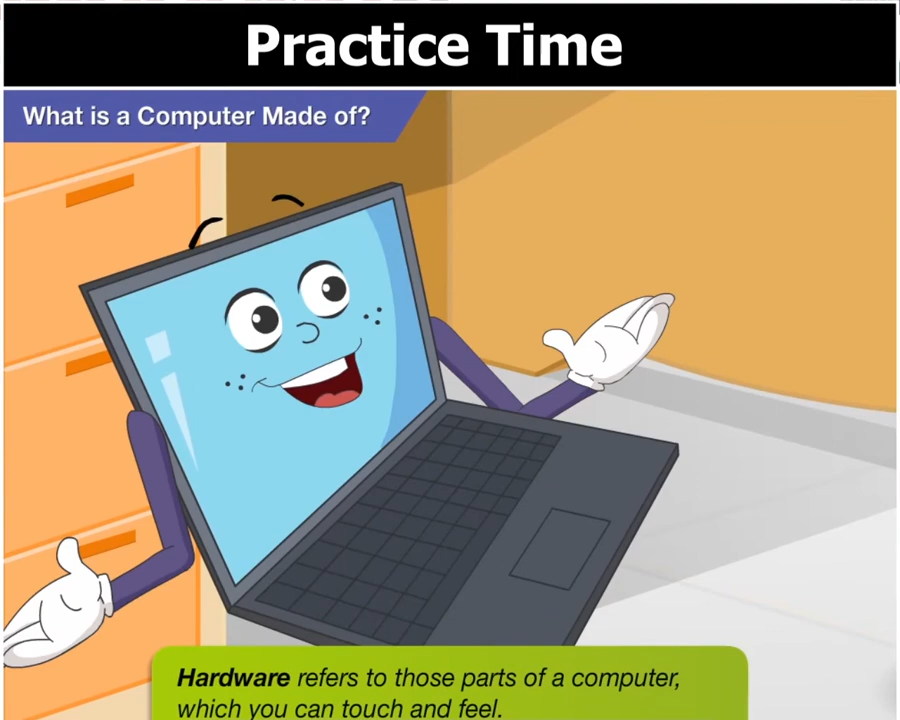 Practice Time
What is a Computer Made of?
Hardware refers to those parts of a computer,
which you can touch and feel.